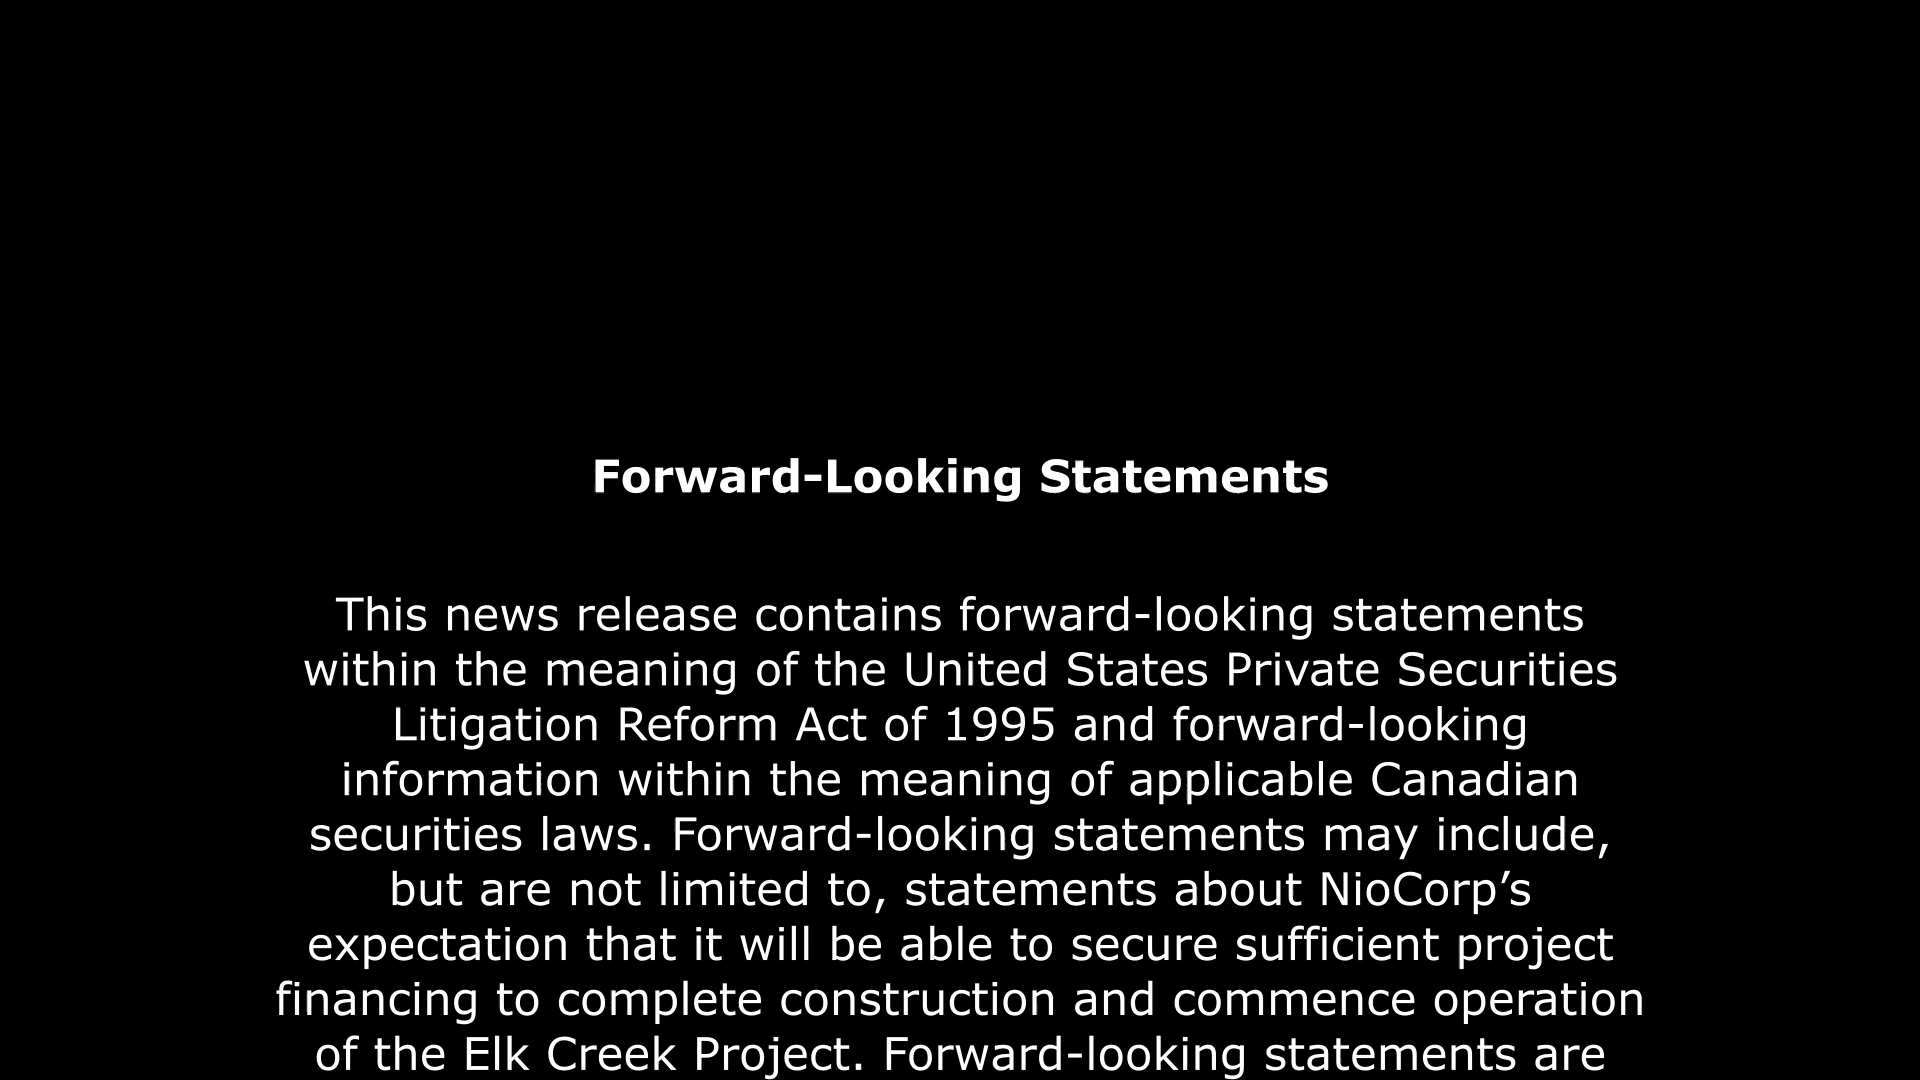 Forward-Looking Statements
This news release contains forward-looking statements
within the meaning of the United States Private Securities
Litigation Reform Act of 1995 and forward-looking
information within the meaning of applicable Canadian
securities laws. Forward-looking statements may include,
but are not limited to, statements about NioCorp’s
expectation that it will be able to secure sufficient project
financing to complete construction and commence operation
of the Elk Creek Project. Forward-looking statements are